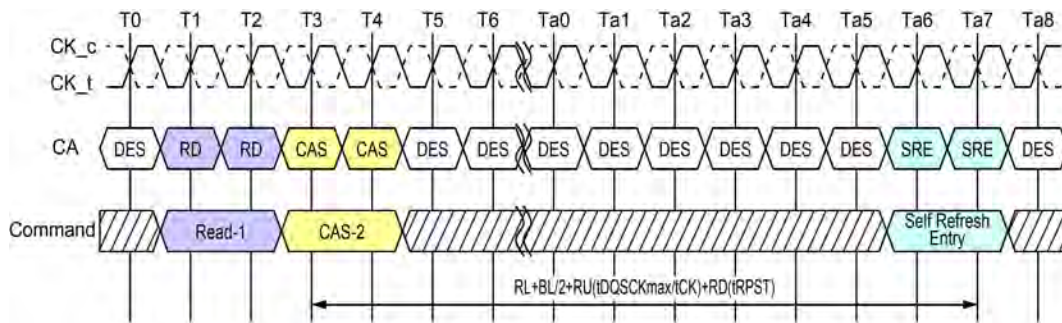 T0 T1 T2 T3 T4 T5 T6 Ta0 Ta1 Ta2 Ta3 Ta4 Ta5 Ta6 Ta7 Ta8
CK_c
CK_t
CA DES RD RD CAS CAS DES DES DES DES DES DES DES DES SRE SRE DES
Command Read-1 CAS-2 Self Refresh
Entry
RL+BL/2+RU(tDQSCKmax/tCK)+RD(tRPST)